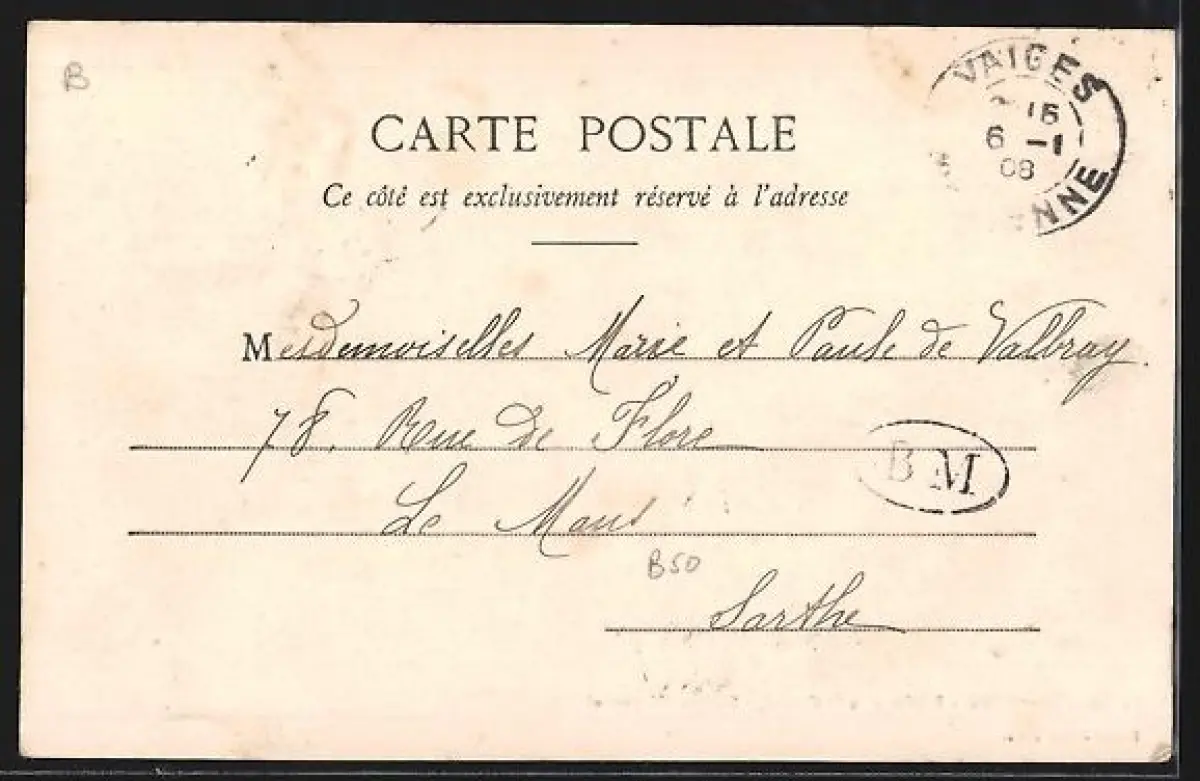 B
VAIGES
15
6 -1
08
NNE
CARTE POSTALE
Ce côté est exclusivement réservé à l'adresse
Mesdemoiselles Marie et Paule de Valbray.
78, Rue de Flore
B M
Le Mans
B50
Sarthe